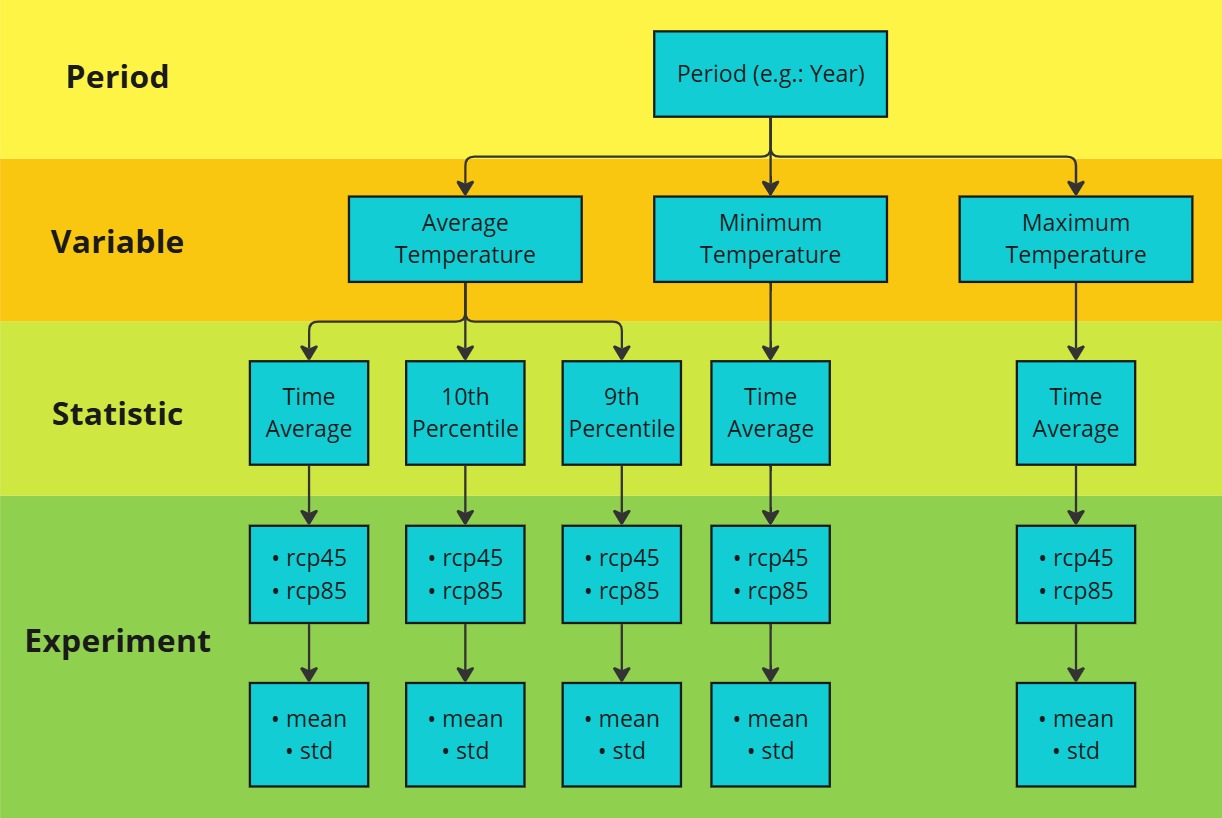 Period
Period (e.g.: Year)
Variable
Average
Temperature
Minimum
Temperature
Maximum
Temperature
Statistic
Time
Average
10th
Percentile
9th
Percentile
Time
Average
Time
Average
Experiment
• rcp45
• rcp85
• rcp45
• rcp85
• rcp45
• rcp85
• rcp45
• rcp85
• rcp45
• rcp85
• mean
• std
• mean
• std
• mean
• std
• mean
• std
• mean
• std